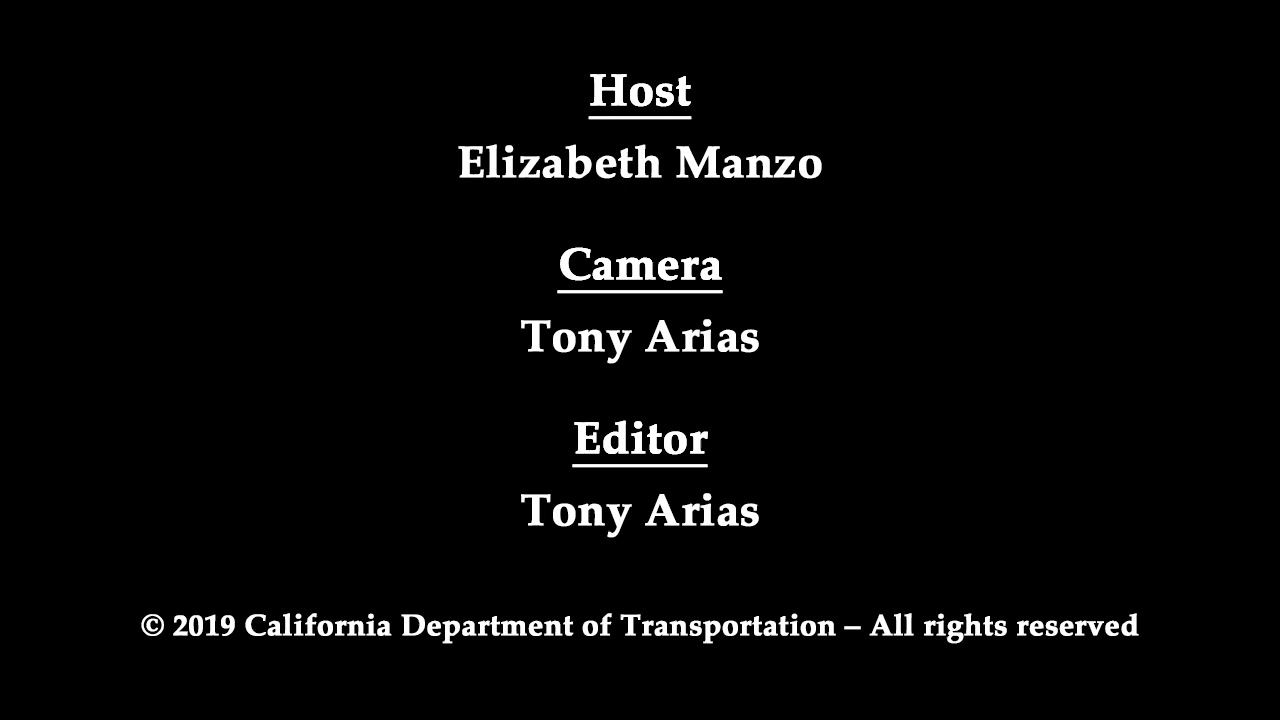 Host
Elizabeth Manzo
Camera
Tony Arias
Editor
Tony Arias
© 2019 California Department of Transportation – All rights reserved